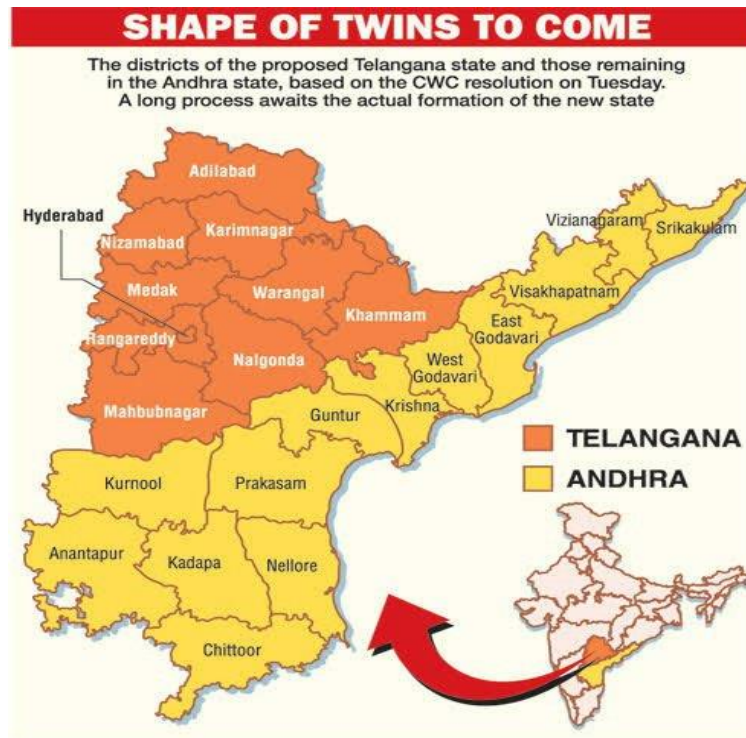 SHAPE OF TWINS TO COME
The districts of the proposed Telangana state and those remaining
in the Andhra state, based on the CWC resolution on Tuesday.
A long process awaits the actual formation of the new state
Adilabad
Hyderabad
Nizamabad
Karimnagar
Medak
Warangal
Khammam
Rangareddy
Nalgonda
Mahbubnagar
Vizianagaram
Srikakulam
Visakhapatnam
East
Godavari
West
Godavari
Krishna
Guntur
Kurnool
Prakasam
Anantapur
Kadapa
Nellore
Chittoor
TELANGANA
ANDHRA